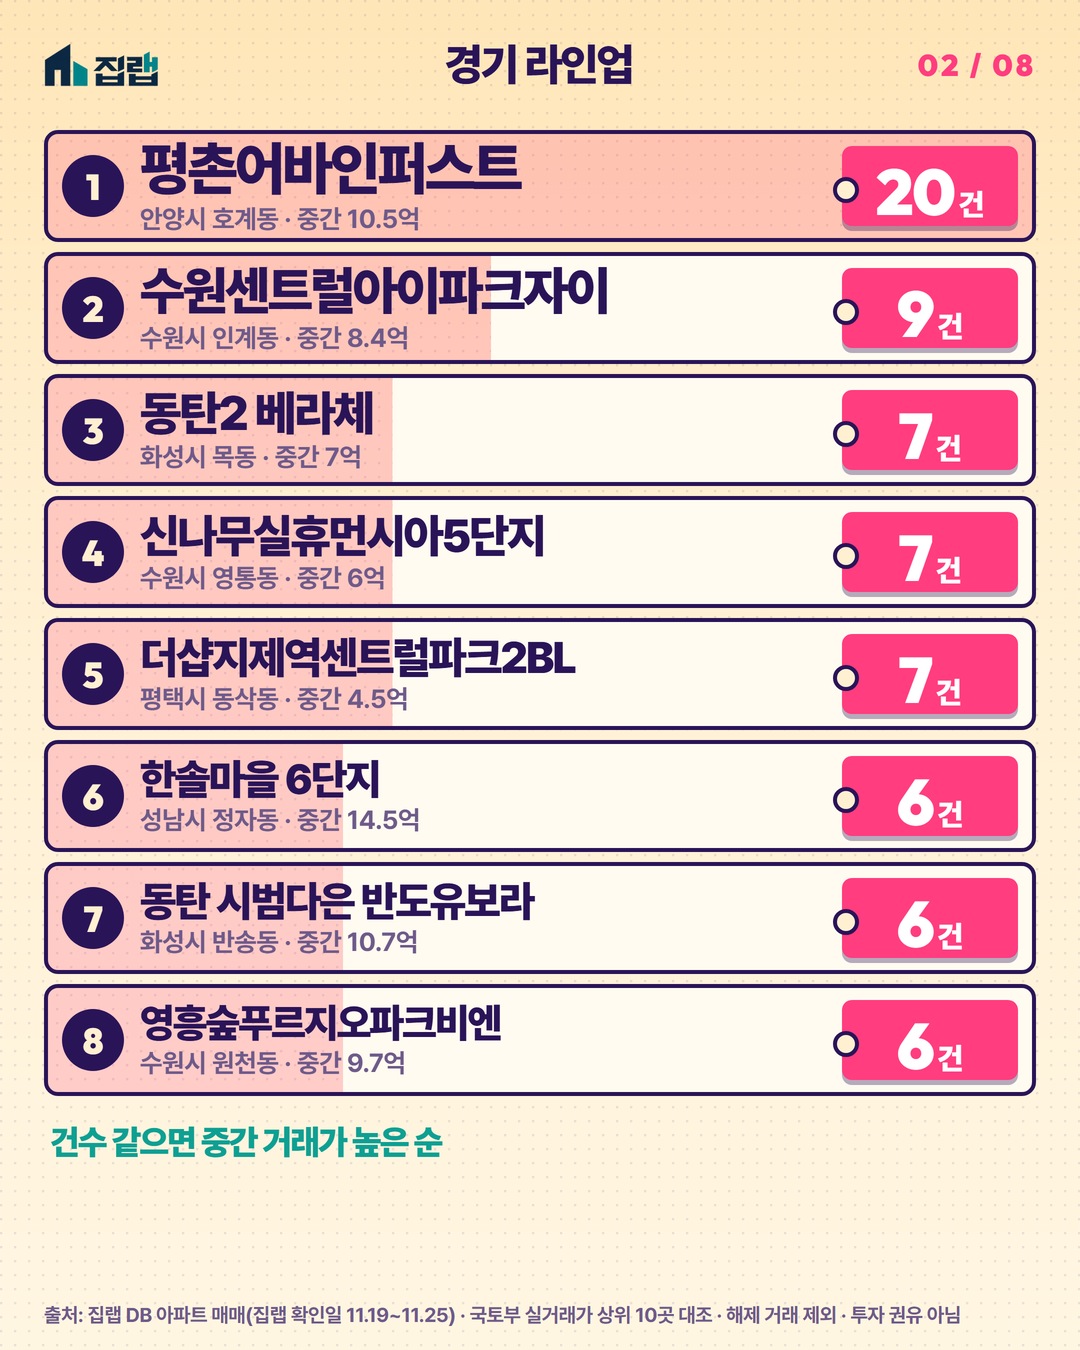 집랩
경기 라인업
02 / 08
1
평촌어바인퍼스트
안양시 호계동 · 중간 10.5억
20건
2
수원센트럴아이파크자이
수원시 인계동 · 중간 8.4억
9건
3
동탄2 베라체
화성시 목동 · 중간 7억
7건
4
신나무실휴먼시아5단지
수원시 영통동 · 중간 6억
7건
5
더샵지제역센트럴파크2BL
평택시 동삭동 · 중간 4.5억
7건
6
한솔마을 6단지
성남시 정자동 · 중간 14.5억
6건
7
동탄 시범다은 반도유보라
화성시 반송동 · 중간 10.7억
6건
8
영흥숲푸르지오파크비엔
수원시 원천동 · 중간 9.7억
6건
건수 같으면 중간 거래가 높은 순
출처: 집랩 DB 아파트 매매(집랩 확인일 11.19~11.25) · 국토부 실거래가 상위 10곳 대조 · 해제 거래 제외 · 투자 권유 아님